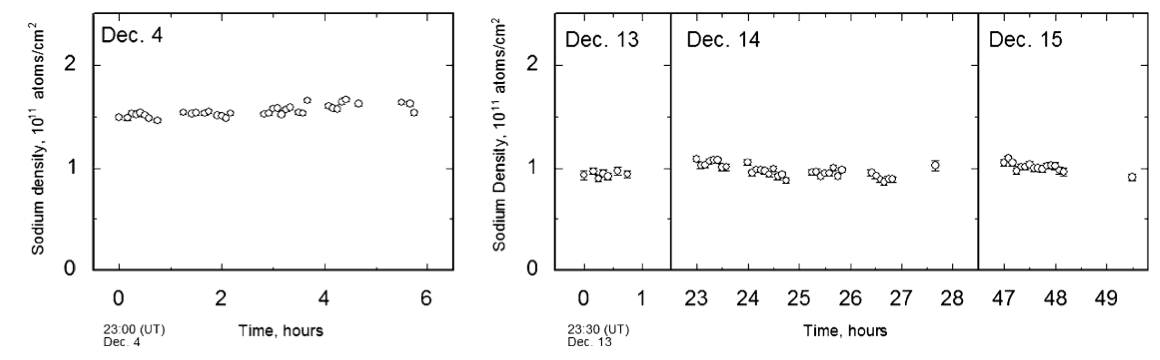 Dec. 4
Sodium density, 10¹¹ atoms/cm²
2
1
0
0 2 4 6
23:00 (UT)
Dec. 4
Time, hours
Dec. 13
Dec. 14
Dec. 15
Sodium Density, 10¹¹ atoms/cm²
2
1
0
0 1 23 24 25 26 27 28 47 48 49
23:30 (UT)
Dec. 13
Time, hours
Time, hours